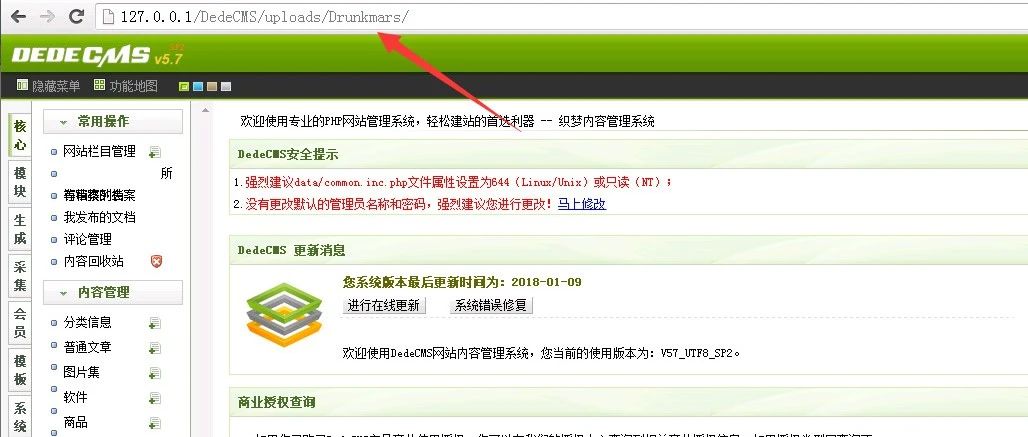 127.0.0.1/DedeCMS/uploads/Drunkmars/
DEDECMS v5.7 SP2
隐藏菜单 功能地图
核心
模块
生成
采集
会员
模板
系统
常用操作
网站栏目管理
所
我发布的文档
评论管理
内容回收站
内容管理
分类信息
普通文章
图片集
软件
商品
欢迎使用专业的PHP网站管理系统，轻松建站的首选利器 -- 织梦内容管理系统
DedeCMS安全提示
1.强烈建议data/common.inc.php文件属性设置为644（Linux/Unix）或只读（NT）；
2.没有更改默认的管理员名称和密码，强烈建议您进行更改！马上修改
DedeCMS 更新消息
您系统版本最后更新时间为：2018-01-09
进行在线更新 系统错误修复
欢迎使用DedeCMS网站内容管理系统，您当前的使用版本为：V57_UTF8_SP2。
商业授权查询